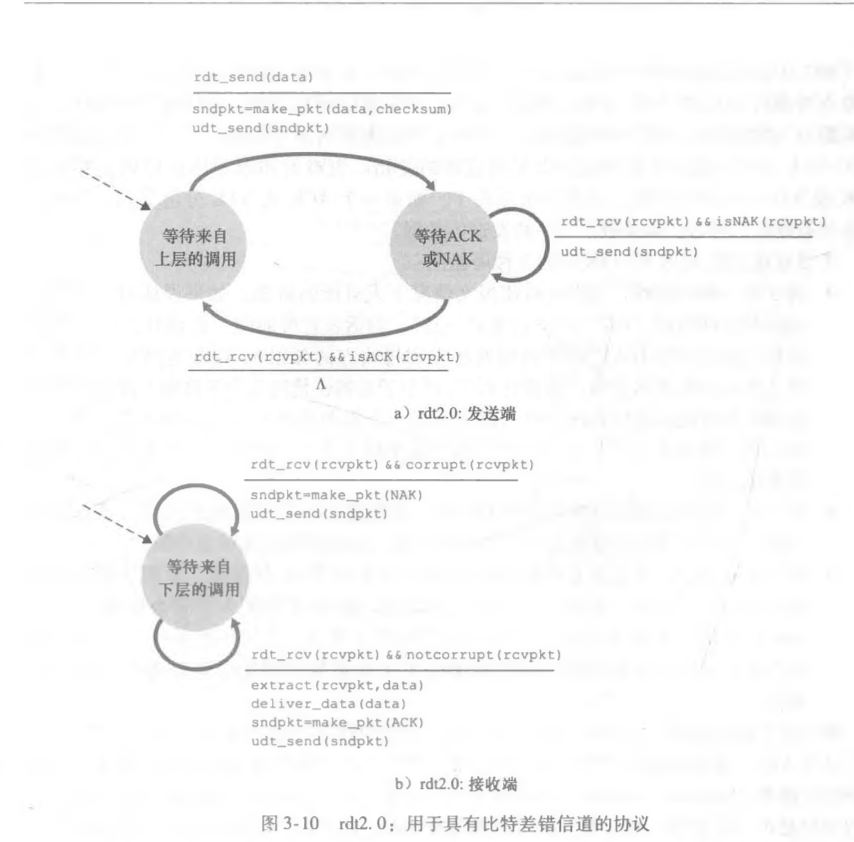 rdt_send(data)
sndpkt=make_pkt(data,checksum)
udt_send(sndpkt)
等待来自
上层的调用
等待ACK
或NAK
rdt_rcv(rcvpkt) && isNAK(rcvpkt)
udt_send(sndpkt)
rdt_rcv(rcvpkt) && isACK(rcvpkt)
Λ
a）rdt2.0: 发送端
rdt_rcv(rcvpkt) && corrupt(rcvpkt)
sndpkt=make_pkt(NAK)
udt_send(sndpkt)
等待来自
下层的调用
rdt_rcv(rcvpkt) && notcorrupt(rcvpkt)
extract(rcvpkt,data)
deliver_data(data)
sndpkt=make_pkt(ACK)
udt_send(sndpkt)
b）rdt2.0: 接收端
图 3-10 rdt2.0：用于具有比特差错信道的协议